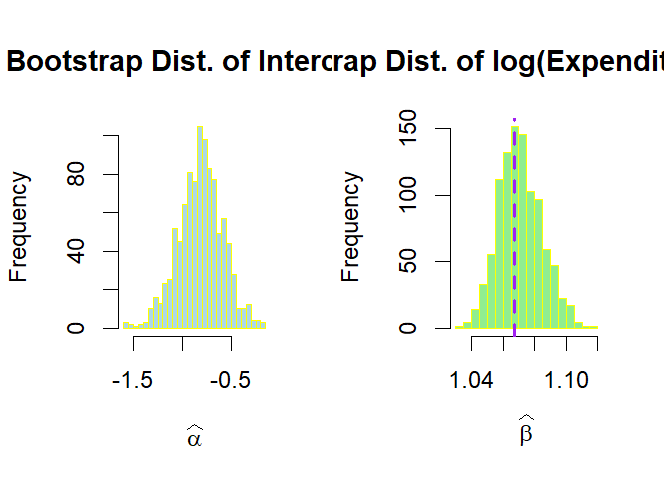 Bootstrap Dist. of Intercrap Dist. of log(Expendit
Frequency
0
40
80
-1.5
-0.5
α̂
Frequency
0
50
100
150
1.04
1.10
β̂